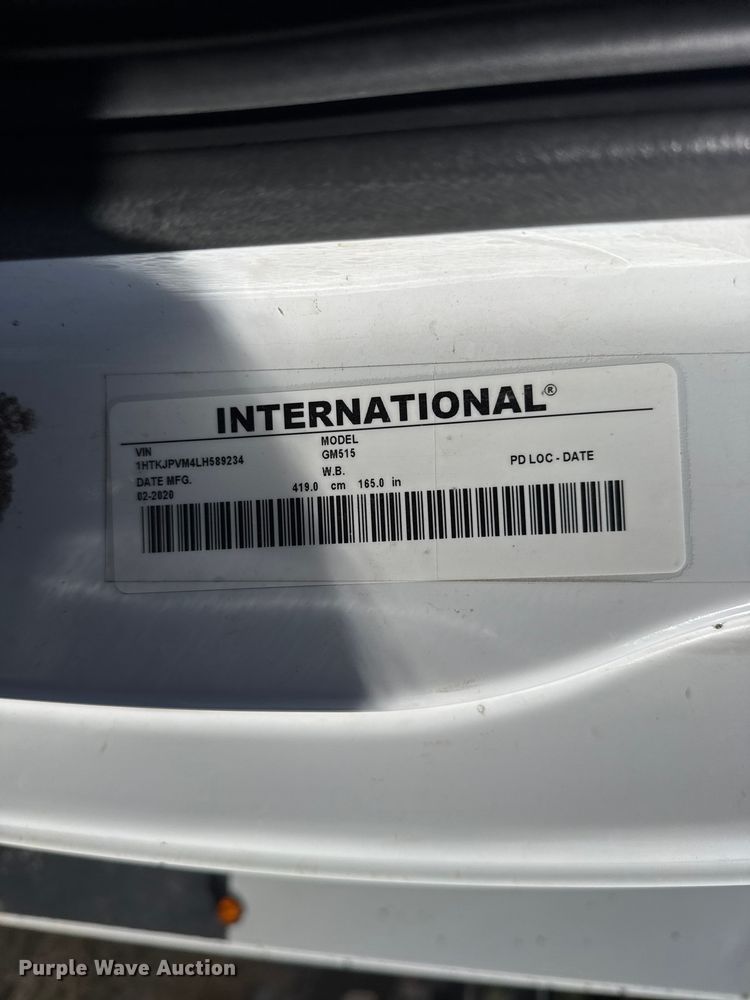 INTERNATIONAL®
VIN MODEL
1HTKJPVM4LH589234 GM515
DATE MFG. W.B. PD LOC - DATE
02-2020 419.0 cm 165.0 in
Purple Wave Auction